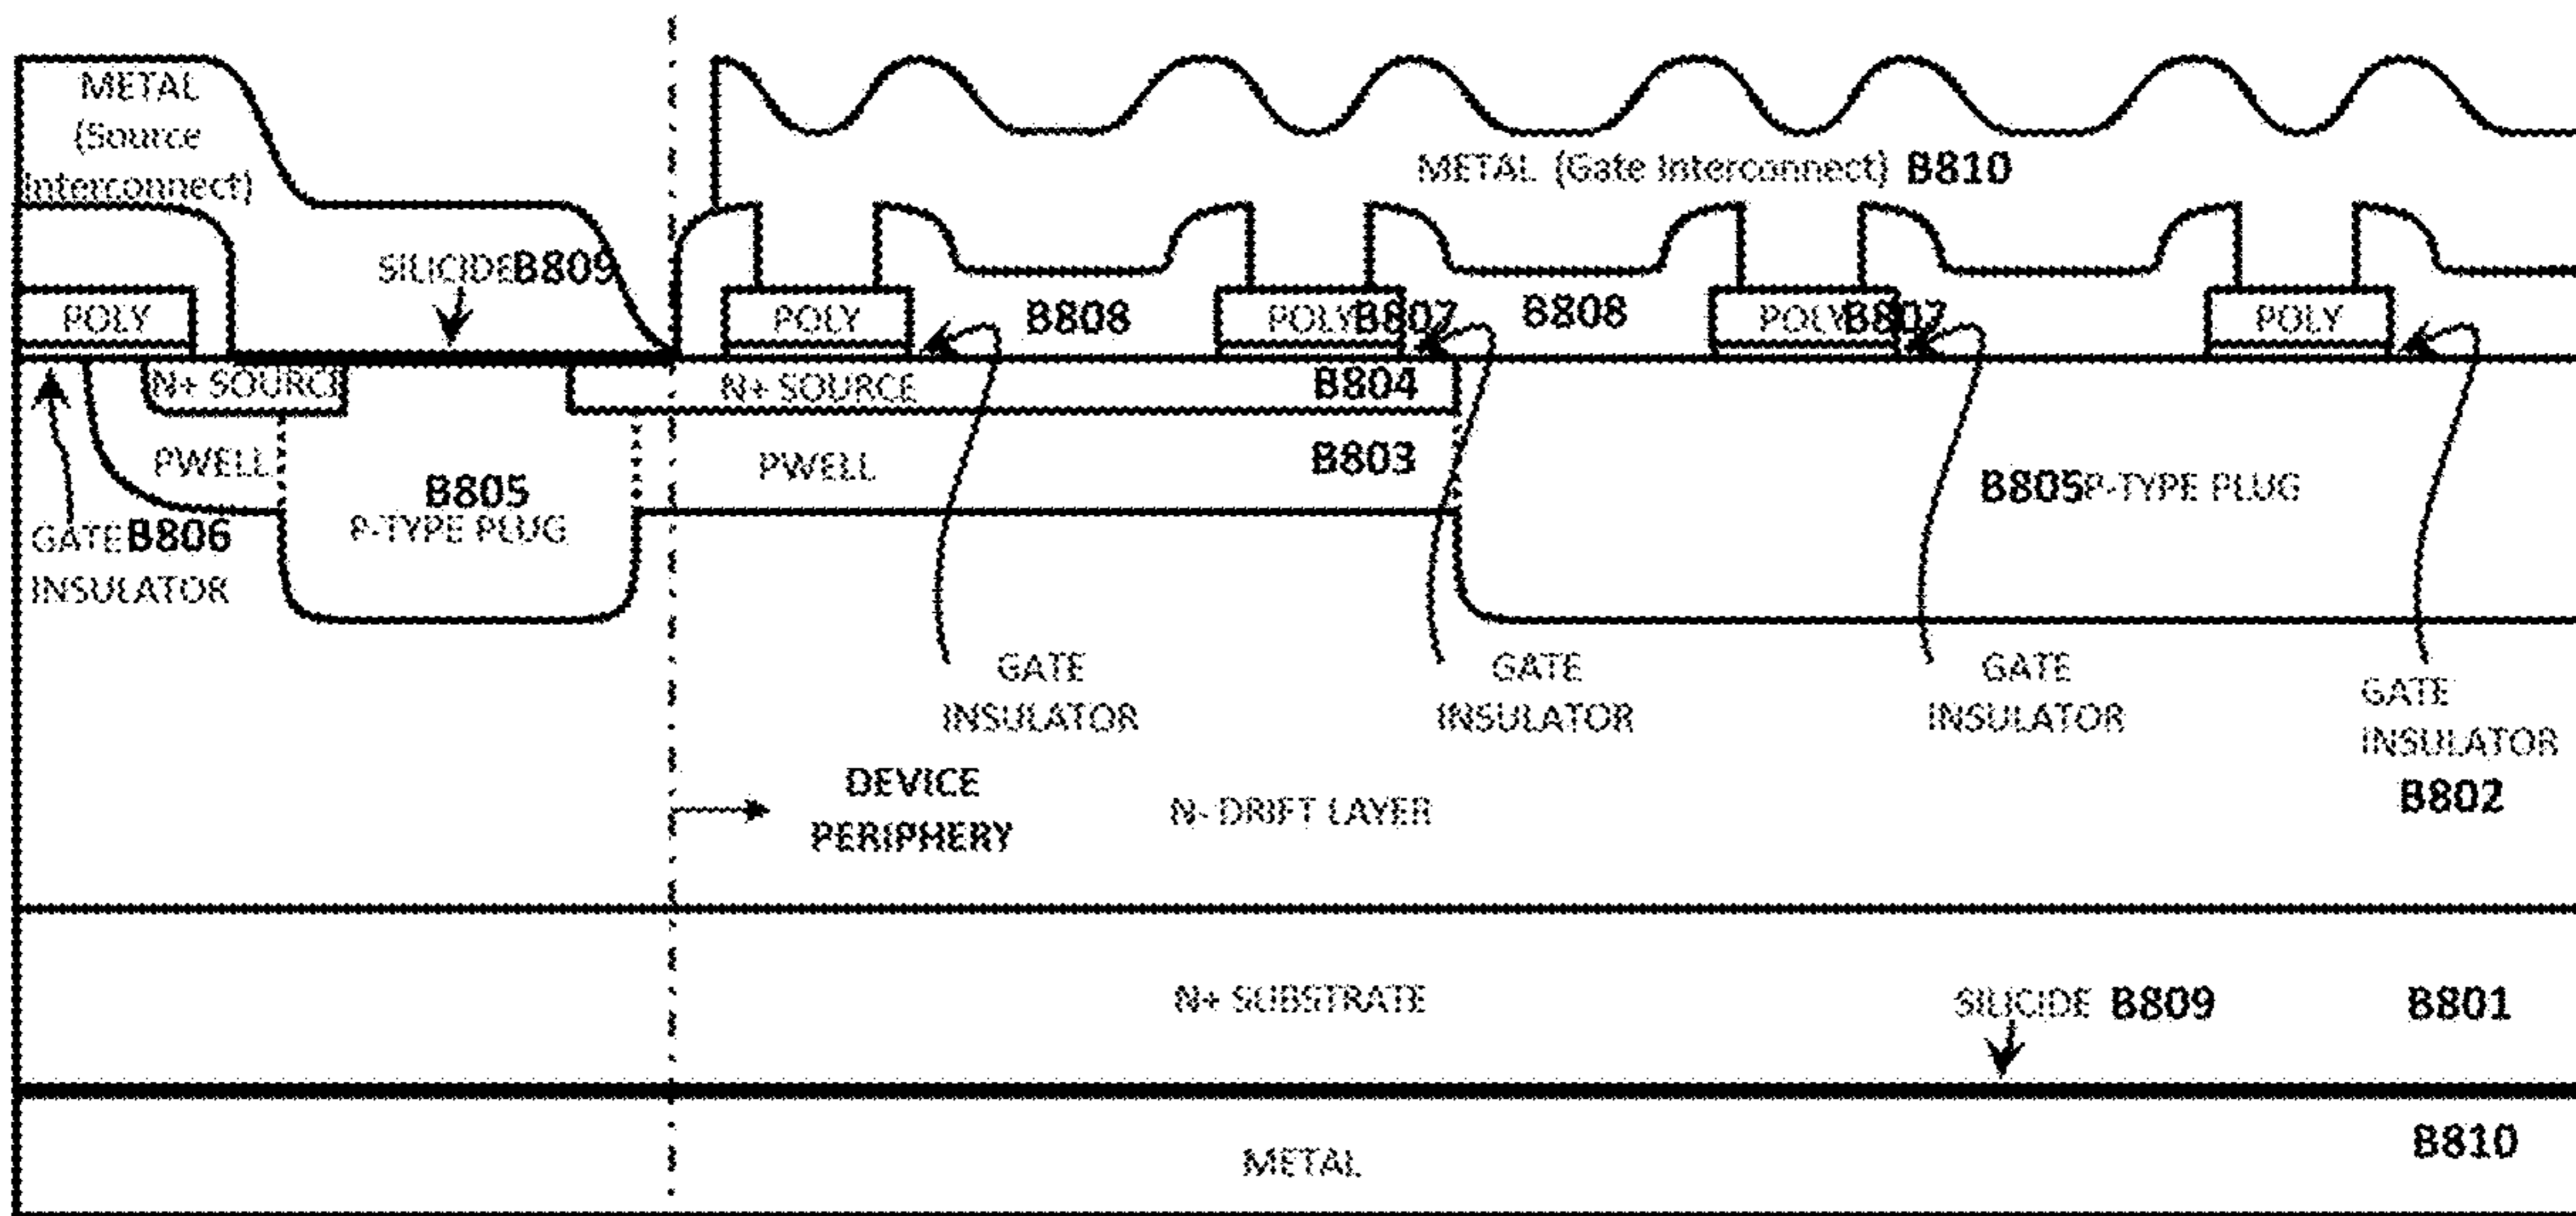 METAL
(Source
Interconnect)
METAL (Gate Interconnect) B810
SILICIDE B809
POLY
POLY
B808
POLY B807
B808
POLY B807
POLY
N+ SOURCE
N+ SOURCE
B804
PWELL
PWELL
B803
B805
P-TYPE PLUG
B805 P-TYPE PLUG
GATE B806
INSULATOR
GATE
INSULATOR
GATE
INSULATOR
GATE
INSULATOR
GATE
INSULATOR
B802
DEVICE
PERIPHERY
N- DRIFT LAYER
N+ SUBSTRATE
SILICIDE B809
B801
METAL
B810